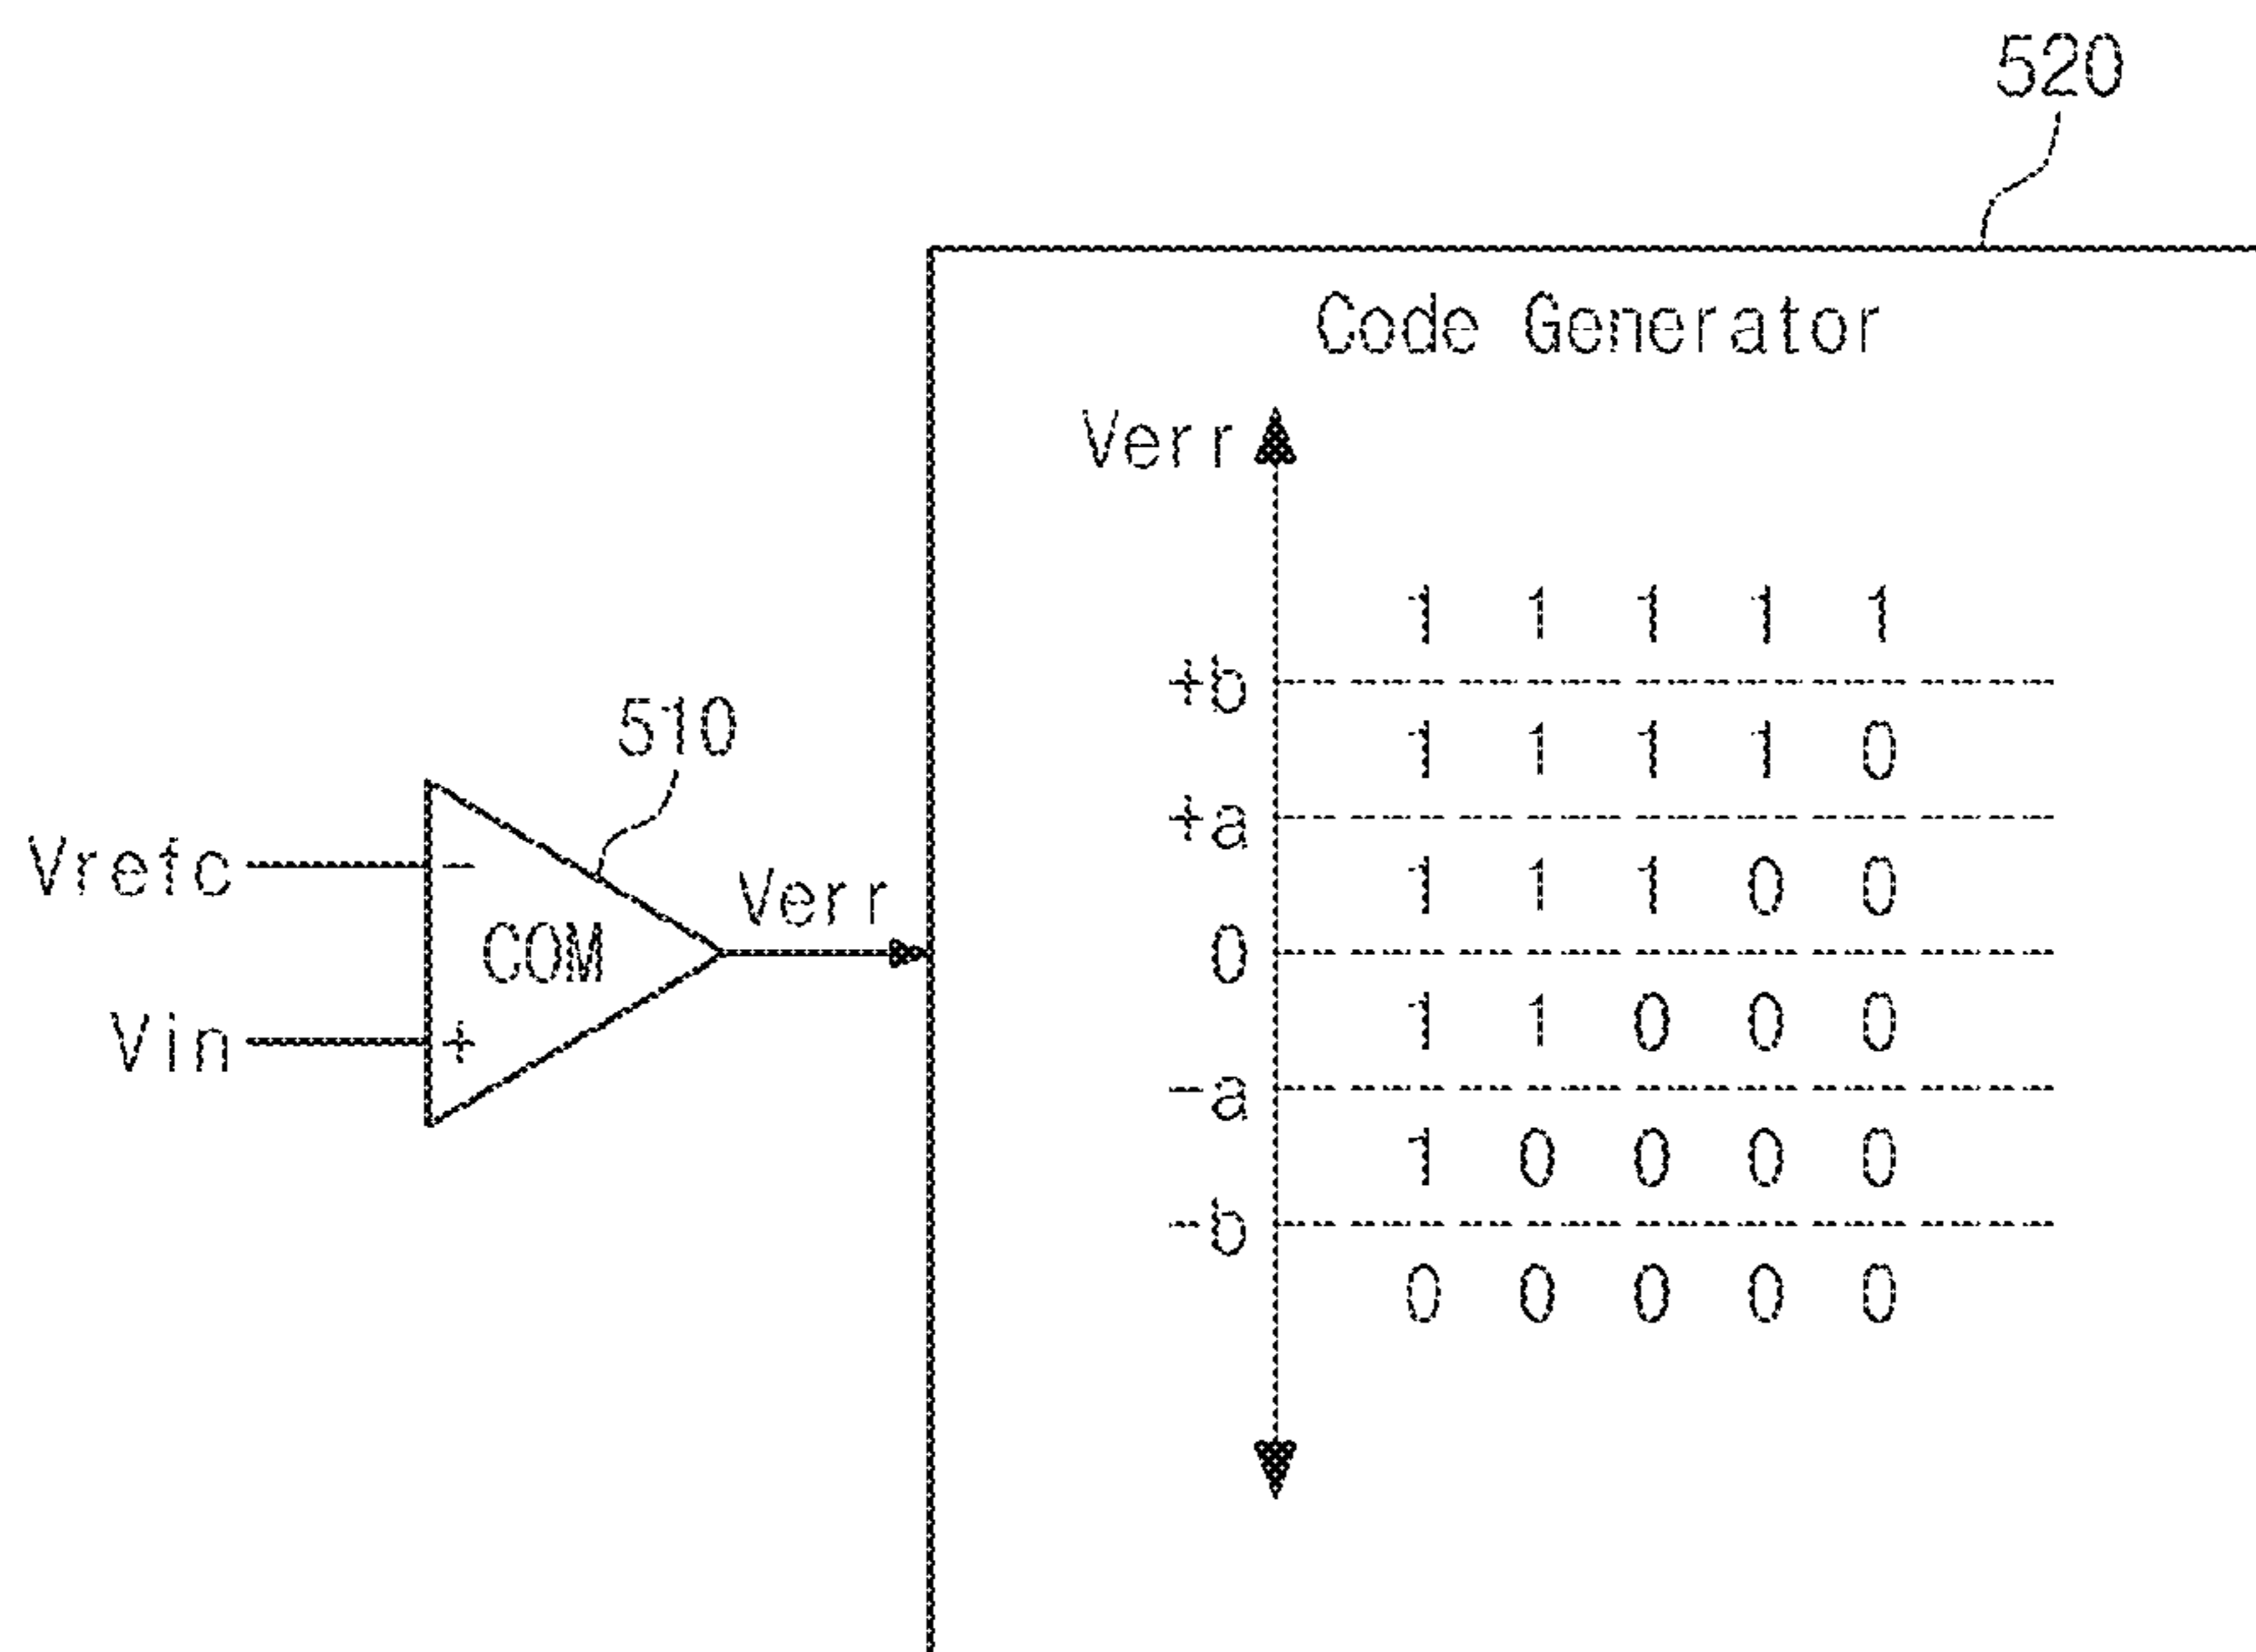 520
Code Generator
Verr
1 1 1 1 1
+b
1 1 1 1 0
+a
1 1 1 0 0
0
1 1 0 0 0
-a
1 0 0 0 0
-b
0 0 0 0 0
510
Vrefc
-
COM
Verr
Vin
+